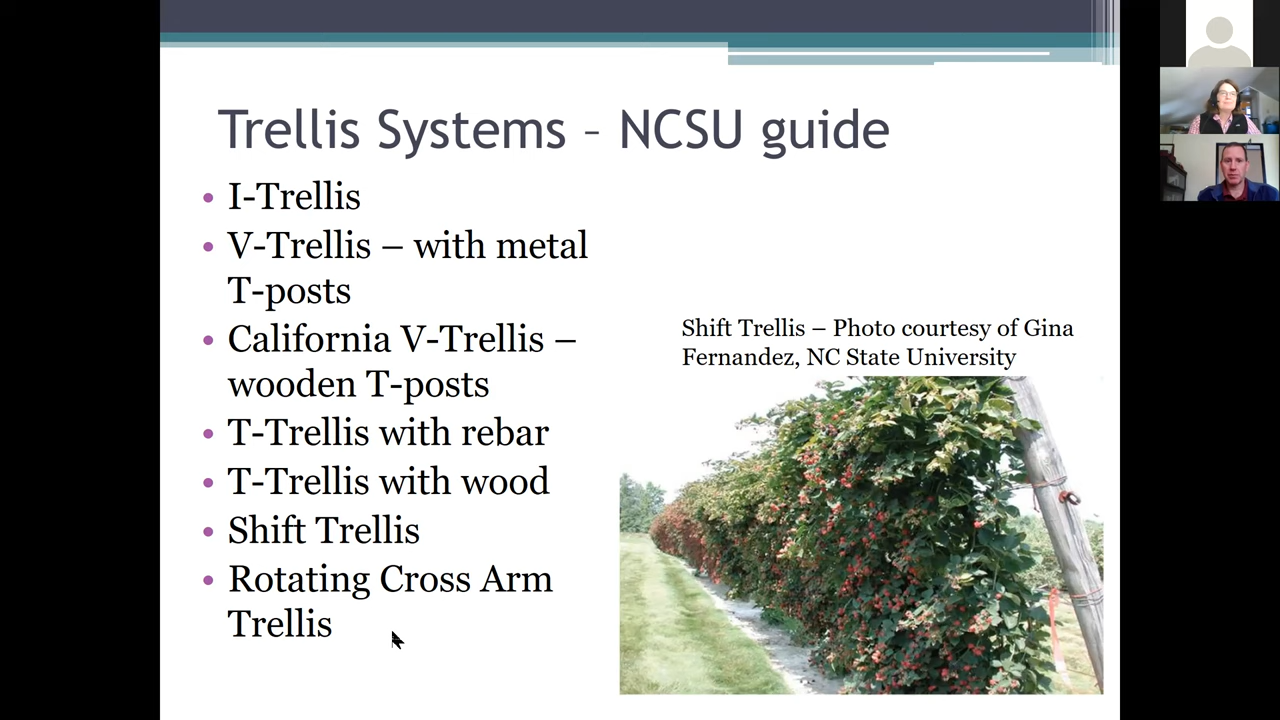 Trellis Systems – NCSU guide
• I-Trellis
• V-Trellis – with metal
T-posts
• California V-Trellis –
wooden T-posts
• T-Trellis with rebar
• T-Trellis with wood
• Shift Trellis
• Rotating Cross Arm
Trellis
Shift Trellis – Photo courtesy of Gina
Fernandez, NC State University